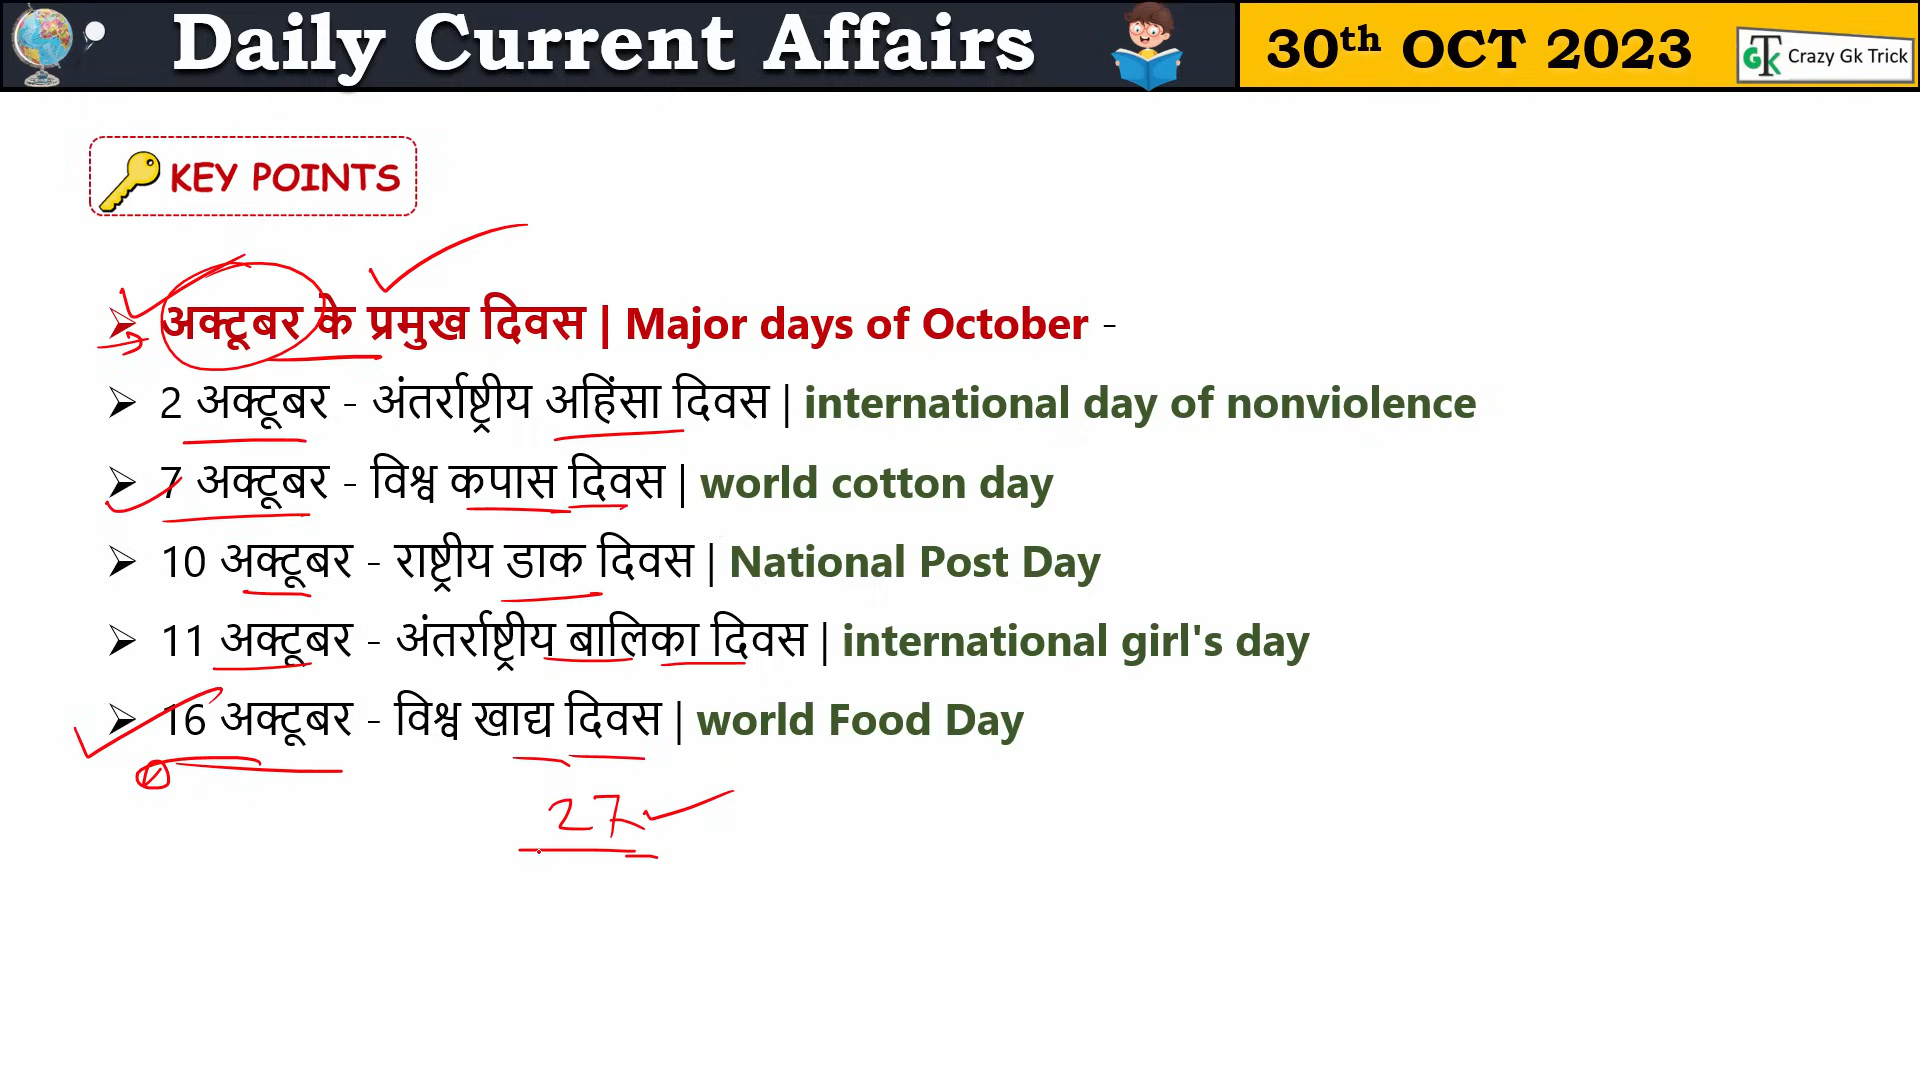 Daily Current Affairs
30th OCT 2023
GK Crazy Gk Trick
KEY POINTS
अक्टूबर के प्रमुख दिवस | Major days of October -
2 अक्टूबर - अंतर्राष्ट्रीय अहिंसा दिवस | international day of nonviolence
7 अक्टूबर - विश्व कपास दिवस | world cotton day
10 अक्टूबर - राष्ट्रीय डाक दिवस | National Post Day
11 अक्टूबर - अंतर्राष्ट्रीय बालिका दिवस | international girl's day
16 अक्टूबर - विश्व खाद्य दिवस | world Food Day
27